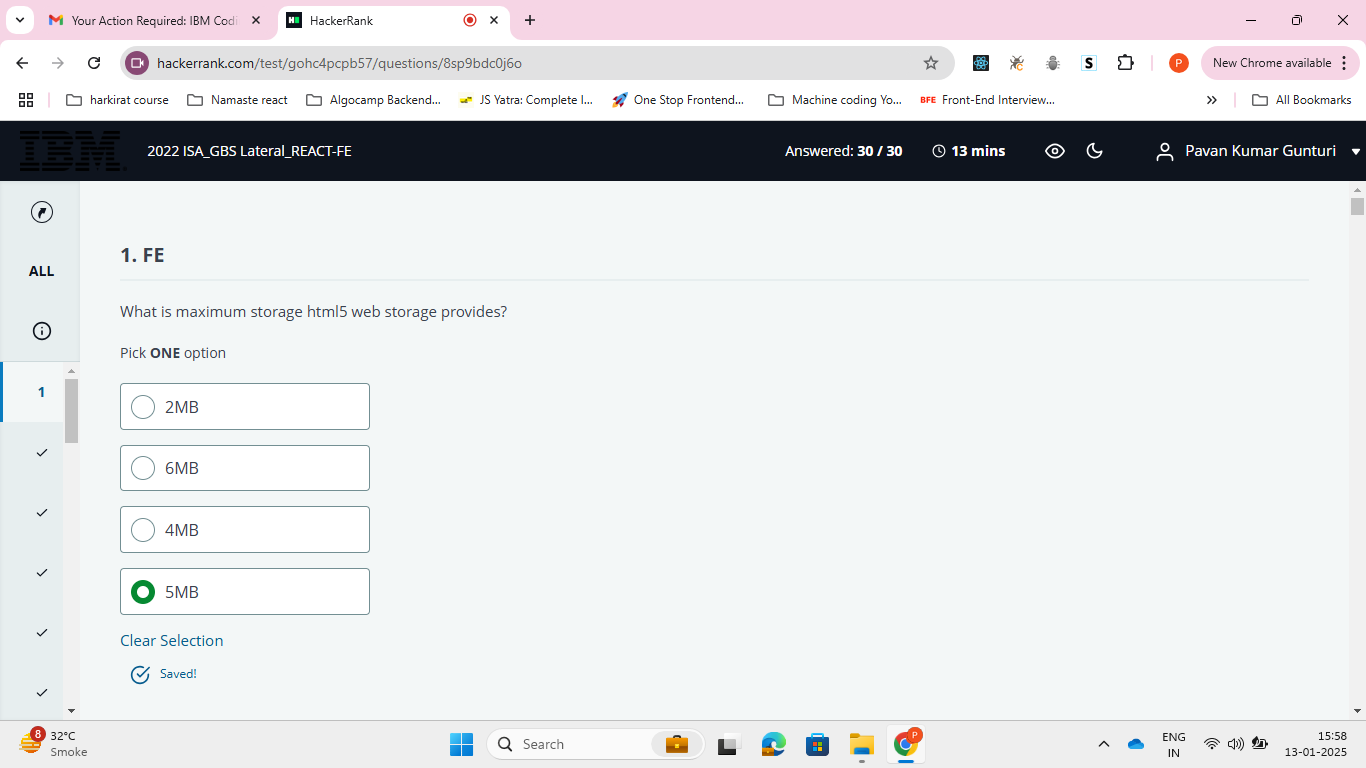 Your Action Required: IBM Codi
HackerRank
hackerrank.com/test/gohc4pcpb57/questions/8sp9bdc0j6o
S
P
New Chrome available
harkirat course
Namaste react
Algocamp Backend...
JS Yatra: Complete I...
One Stop Frontend...
Machine coding Yo...
BFE Front-End Interview...
All Bookmarks
IBM
2022 ISA_GBS Lateral_REACT-FE
Answered: 30 / 30
13 mins
Pavan Kumar Gunturi
ALL
1
1. FE
What is maximum storage html5 web storage provides?
Pick ONE option
2MB
6MB
4MB
5MB
Clear Selection
Saved!
8
32°C
Smoke
Search
P
ENG
IN
15:58
13-01-2025